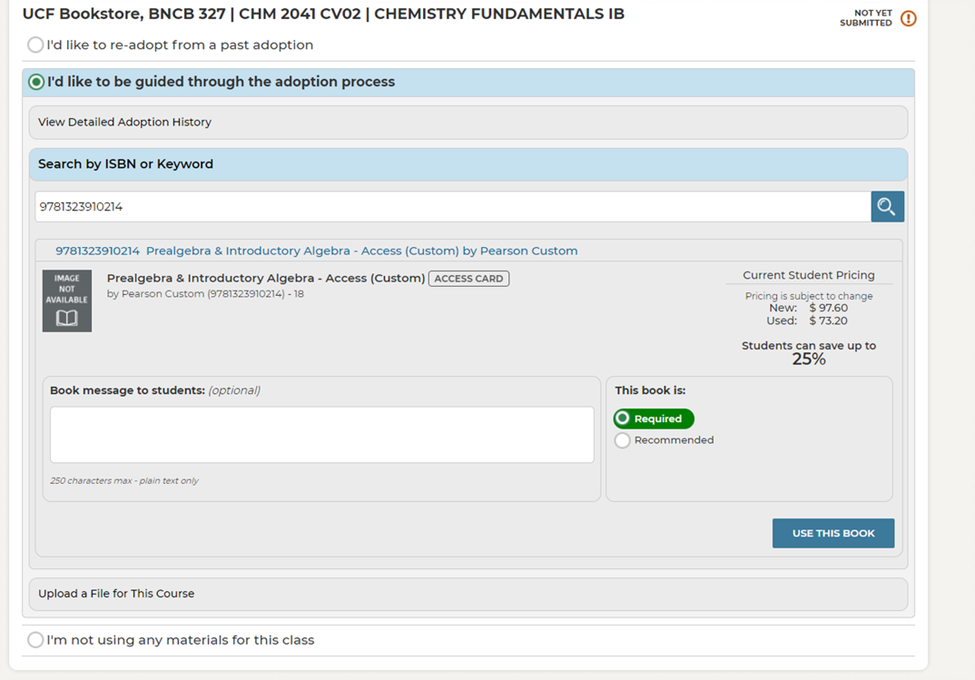 UCF Bookstore, BNCB 327 | CHM 2041 CV02 | CHEMISTRY FUNDAMENTALS IB
NOT YET
SUBMITTED
I'd like to re-adopt from a past adoption
I'd like to be guided through the adoption process
View Detailed Adoption History
Search by ISBN or Keyword
9781323910214
9781323910214 Prealgebra & Introductory Algebra - Access (Custom) by Pearson Custom
IMAGE
NOT
AVAILABLE
Prealgebra & Introductory Algebra - Access (Custom) ACCESS CARD
by Pearson Custom (9781323910214) - 18
Current Student Pricing
Pricing is subject to change
New: $ 97.60
Used: $ 73.20
Students can save up to
25%
Book message to students: (optional)
250 characters max - plain text only
This book is:
Required
Recommended
USE THIS BOOK
Upload a File for This Course
I'm not using any materials for this class